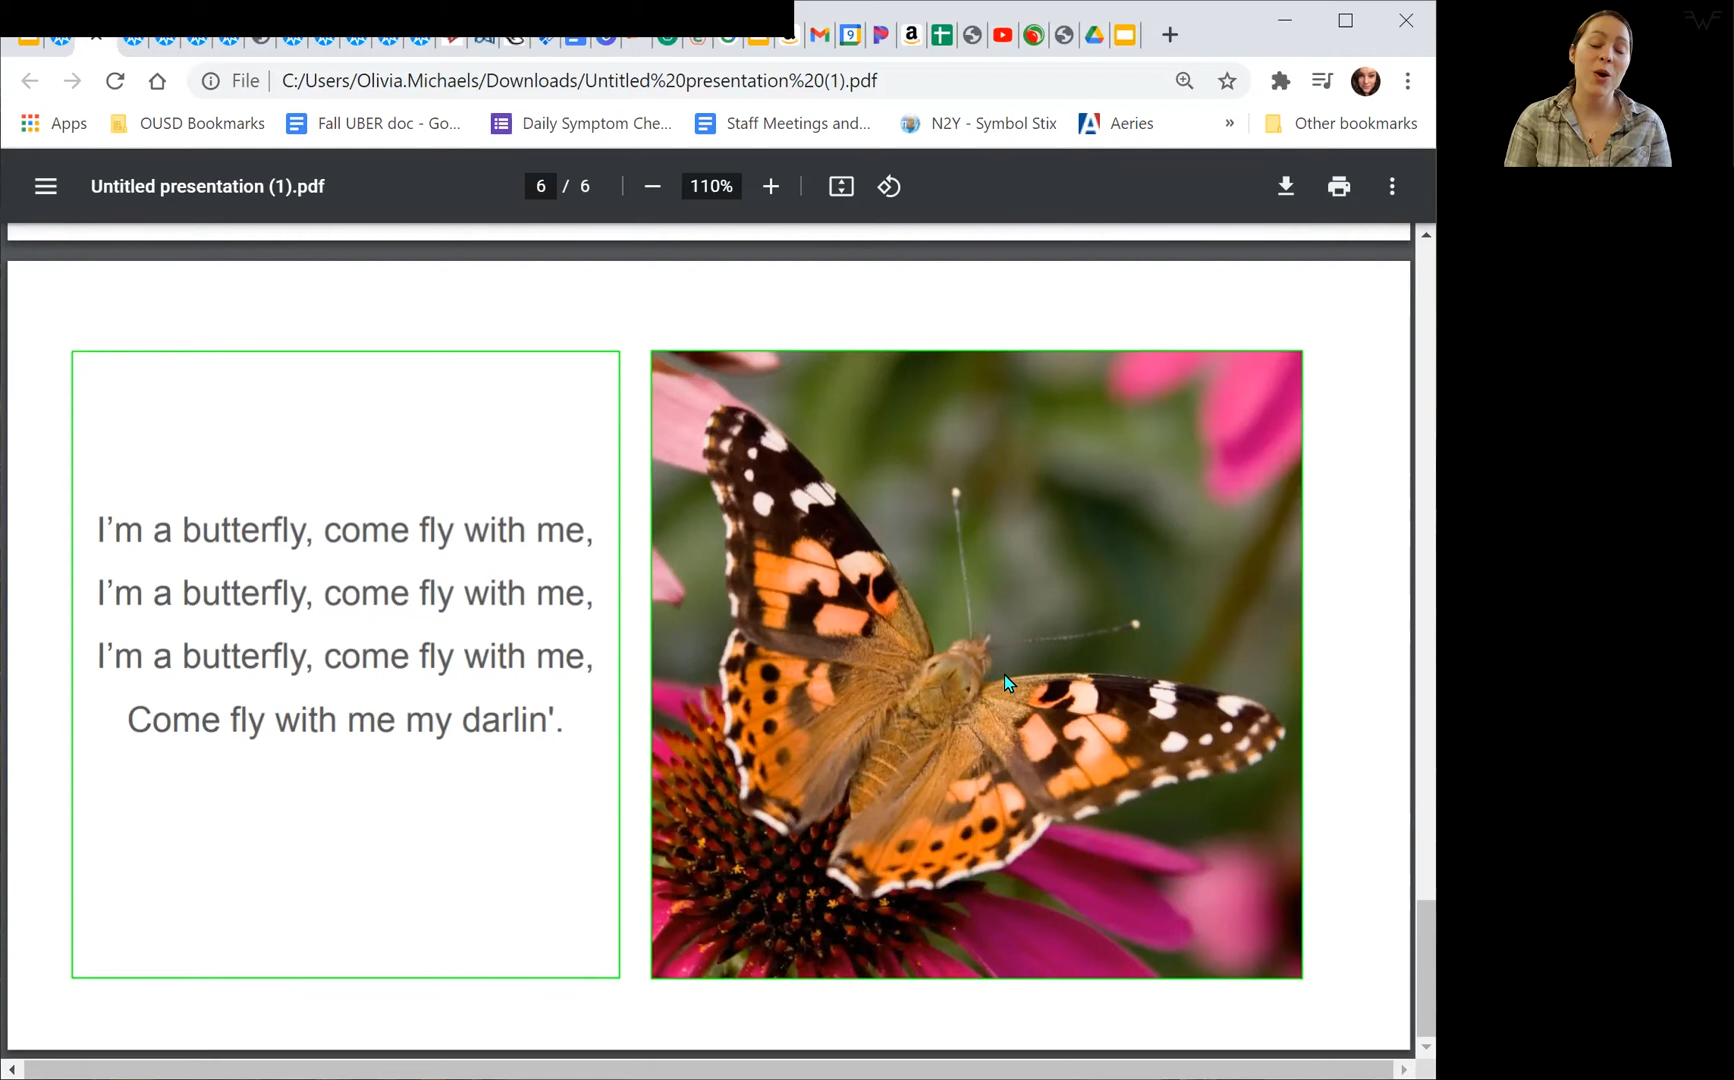 File
C:/Users/Olivia.Michaels/Downloads/Untitled%20presentation%20(1).pdf
Apps
OUSD Bookmarks
Fall UBER doc - Go...
Daily Symptom Che...
Staff Meetings and...
N2Y - Symbol Stix
Aeries
»
Other bookmarks
Untitled presentation (1).pdf
6 / 6
110%
I’m a butterfly, come fly with me,
I’m a butterfly, come fly with me,
I’m a butterfly, come fly with me,
Come fly with me my darlin'.